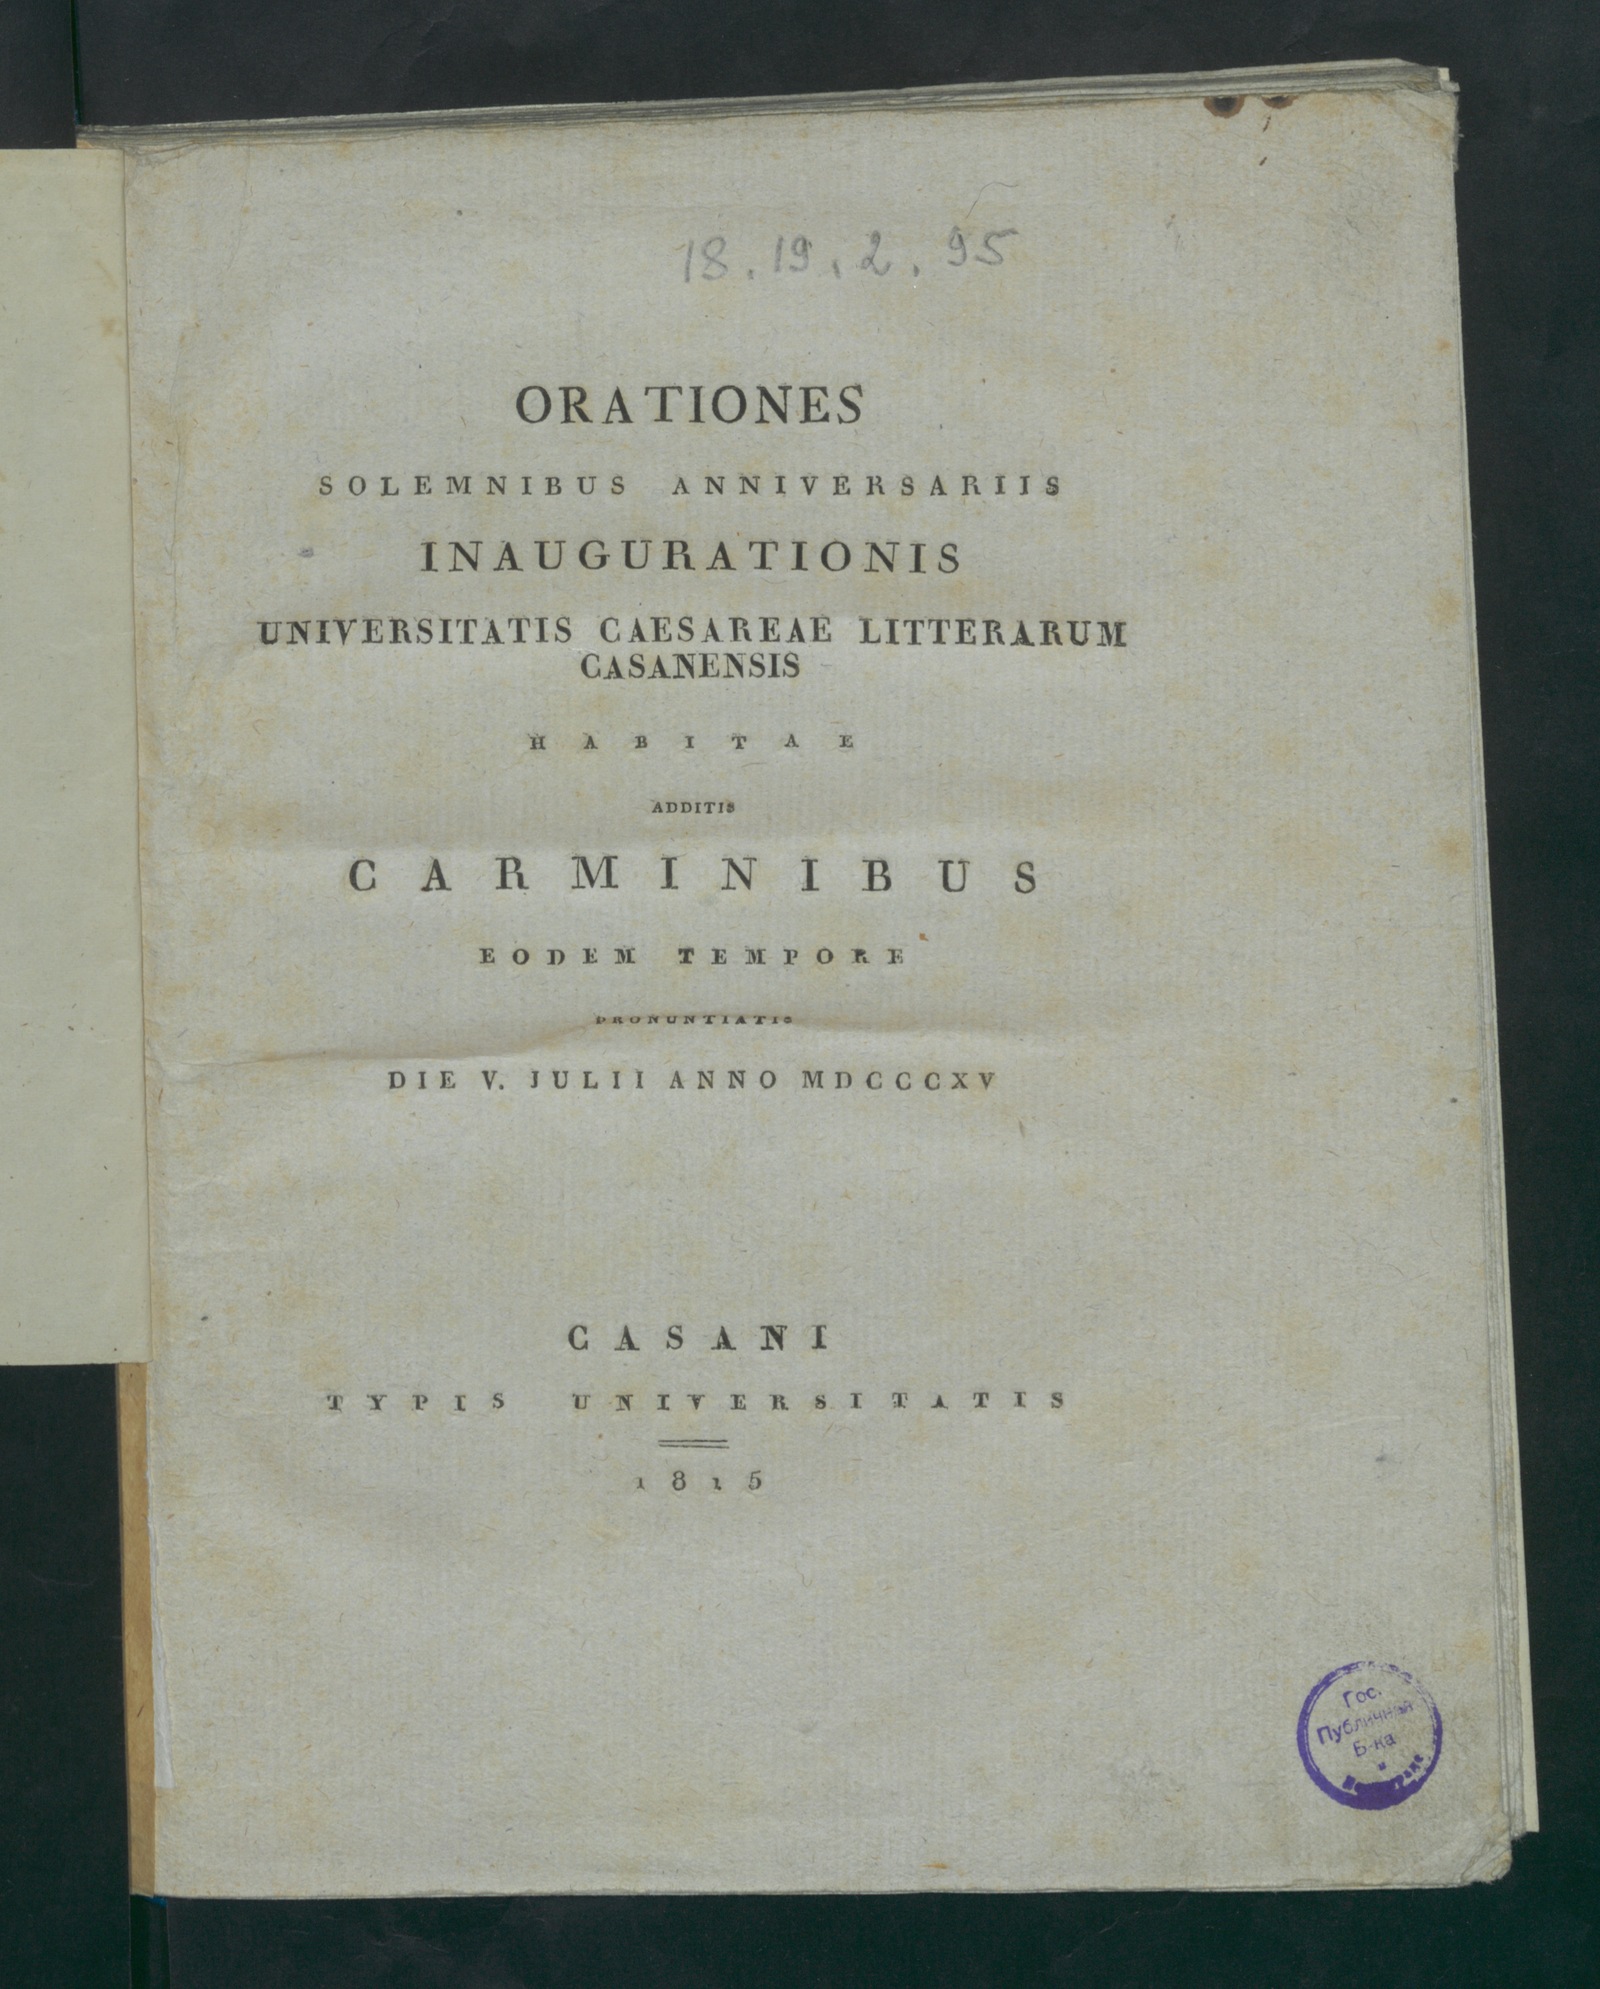 18.19.2.95
ORATIONES
SOLEMNIBUS ANNIVERSARIIS
INAUGURATIONIS
UNIVERSITATIS CAESAREAE LITTERARUM
CASANENSIS
HABITAE
ADDITIS
CARMINIBUS
EODEM TEMPORE
PRONUNTIATIS
DIE V. JULII ANNO MDCCCXV
CASANI
TYPIS UNIVERSITATIS
1815
Гос.
Публичная
Б-ка